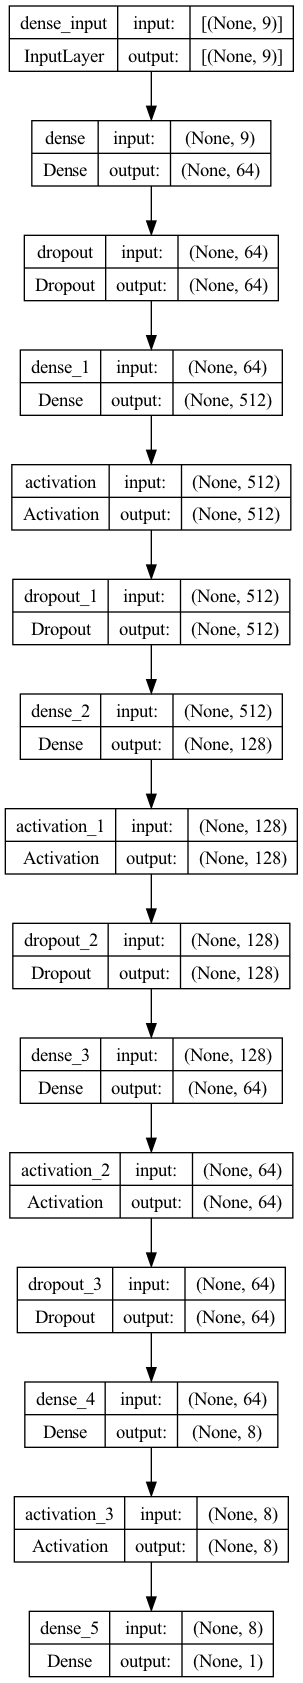 dense_input input: [(None, 9)]
InputLayer output: [(None, 9)]
dense input: (None, 9)
Dense output: (None, 64)
dropout input: (None, 64)
Dropout output: (None, 64)
dense_1 input: (None, 64)
Dense output: (None, 512)
activation input: (None, 512)
Activation output: (None, 512)
dropout_1 input: (None, 512)
Dropout output: (None, 512)
dense_2 input: (None, 512)
Dense output: (None, 128)
activation_1 input: (None, 128)
Activation output: (None, 128)
dropout_2 input: (None, 128)
Dropout output: (None, 128)
dense_3 input: (None, 128)
Dense output: (None, 64)
activation_2 input: (None, 64)
Activation output: (None, 64)
dropout_3 input: (None, 64)
Dropout output: (None, 64)
dense_4 input: (None, 64)
Dense output: (None, 8)
activation_3 input: (None, 8)
Activation output: (None, 8)
dense_5 input: (None, 8)
Dense output: (None, 1)